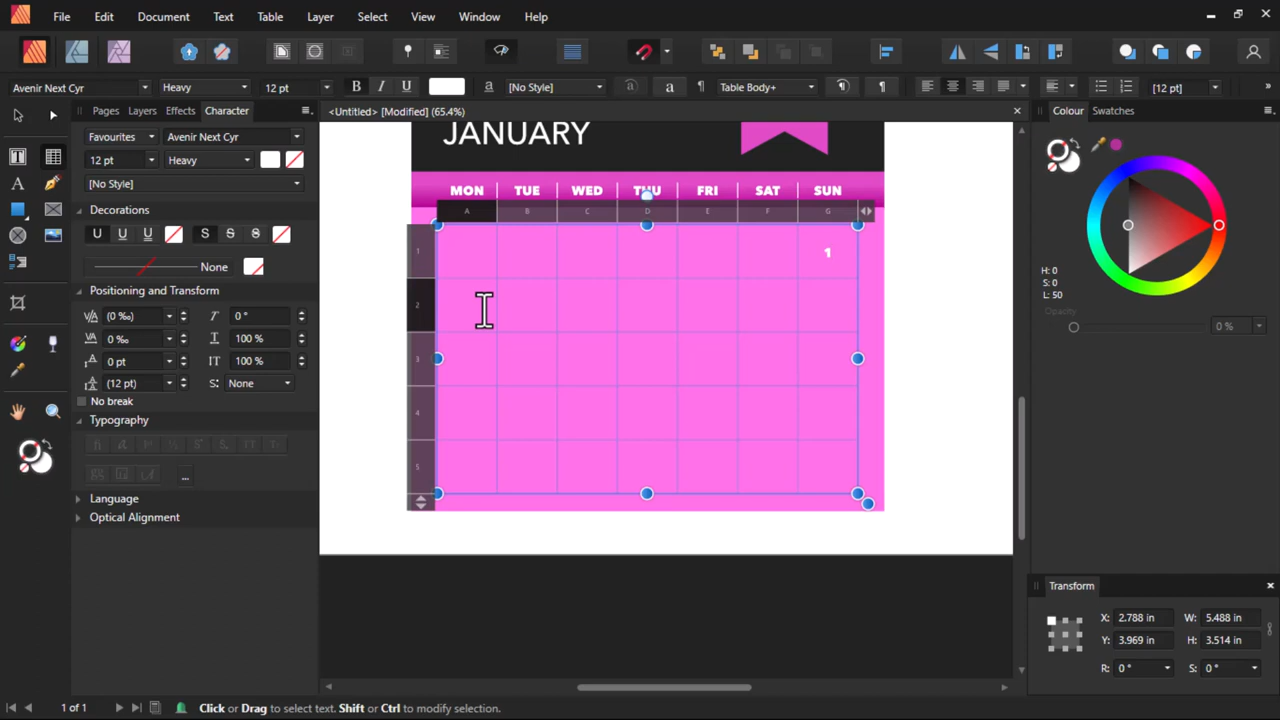 File Edit Document Text Table Layer Select View Window Help
Avenir Next Cyr Heavy 12 pt B I U a [No Style] a a ¶ Table Body+ ¶ ¶ [12 pt] »
Pages Layers Effects Character
<Untitled> [Modified] (65.4%)
Colour Swatches
Favourites Avenir Next Cyr
12 pt Heavy
[No Style]
Decorations
U U U S S S
None
Positioning and Transform
(0 ‰) 0 °
0 ‰ 100 %
0 pt 100 %
(12 pt) None
No break
Typography
...
Language
Optical Alignment
JANUARY
MON TUE WED THU FRI SAT SUN
A B C D E F G
1
1
2
3
4
5
H: 0
S: 0
L: 50
Opacity
0 %
Transform
X: 2.788 in W: 5.488 in
Y: 3.969 in H: 3.514 in
R: 0 ° S: 0 °
1 of 1 Click or Drag to select text. Shift or Ctrl to modify selection.